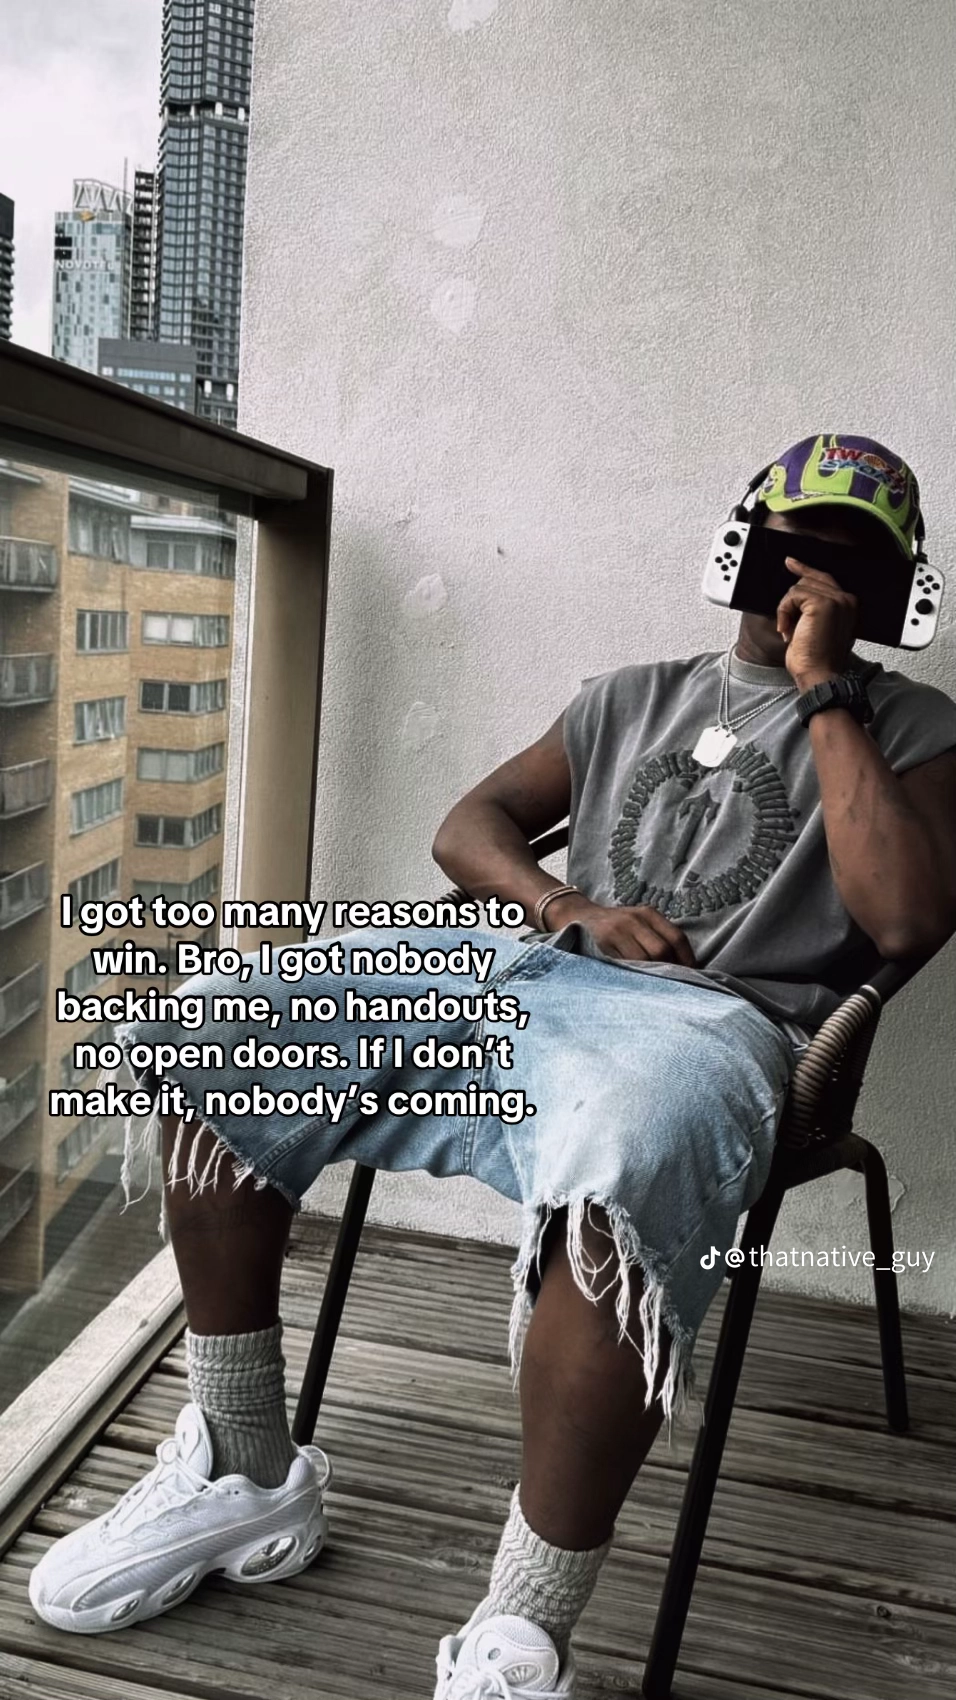 NOVOTEL
I got too many reasons to
win. Bro, I got nobody
backing me, no handouts,
no open doors. If I don't
make it, nobody's coming.
@thatnative_guy